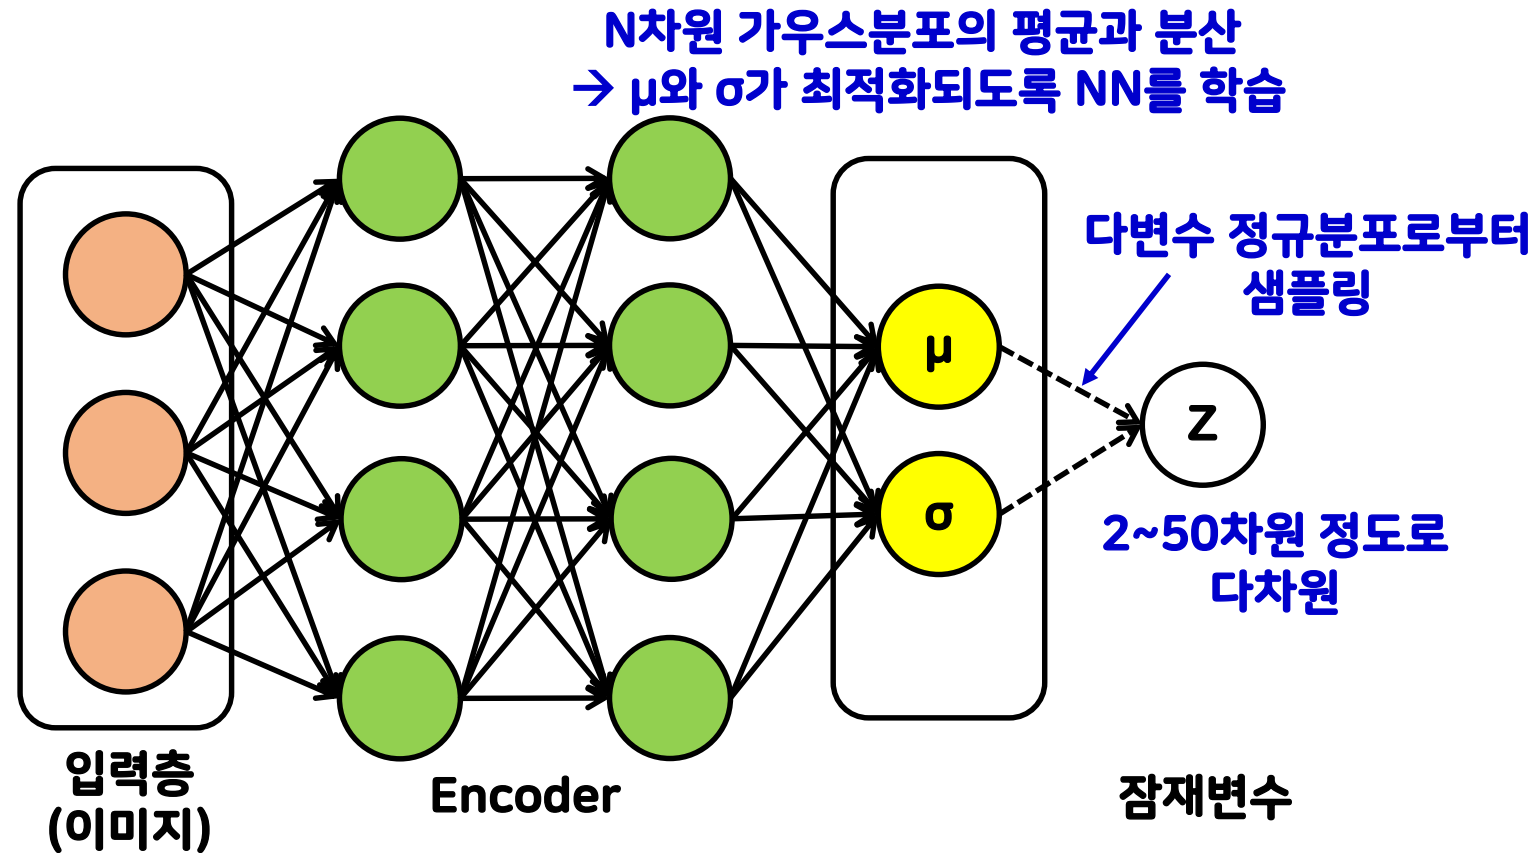 N차원 가우스분포의 평균과 분산
→ μ와 σ가 최적화되도록 NN를 학습
다변수 정규분포로부터
샘플링
μ
Z
σ
2~50차원 정도로
다차원
입력층
(이미지)
Encoder
잠재변수